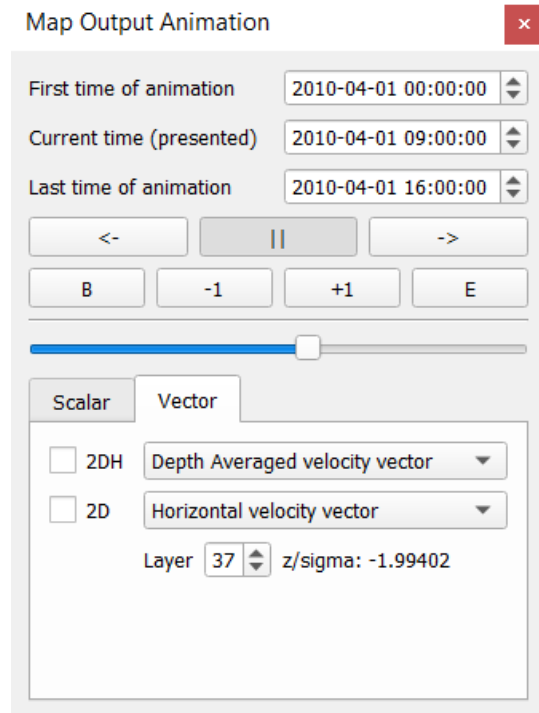 Map Output Animation ×
First time of animation 2010-04-01 00:00:00
Current time (presented) 2010-04-01 09:00:00
Last time of animation 2010-04-01 16:00:00
<- || ->
B -1 +1 E
Scalar Vector
2DH Depth Averaged velocity vector
2D Horizontal velocity vector
Layer 37 z/sigma: -1.99402